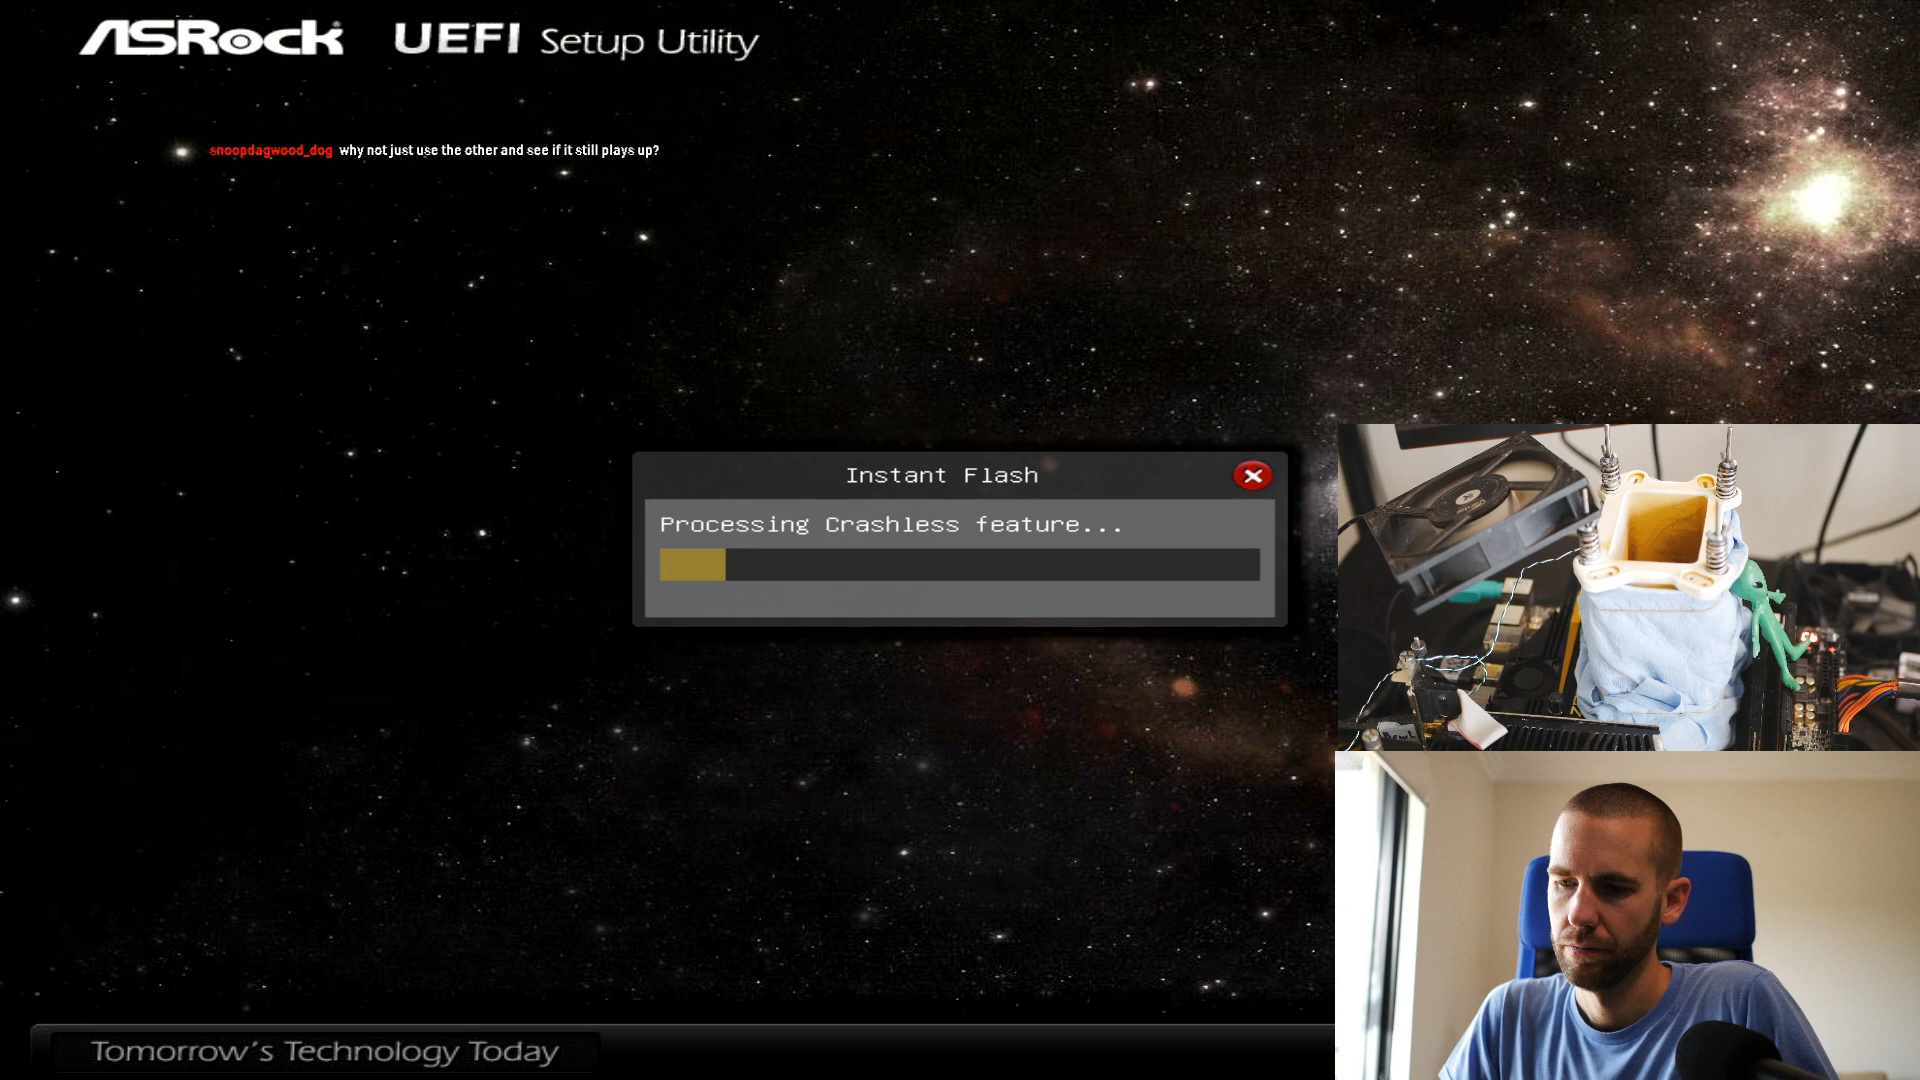 ASRock UEFI Setup Utility
snoopdagwood_dog why not just use the other and see if it still plays up?
Instant Flash
Processing Crashless feature...
Tomorrow's Technology Today